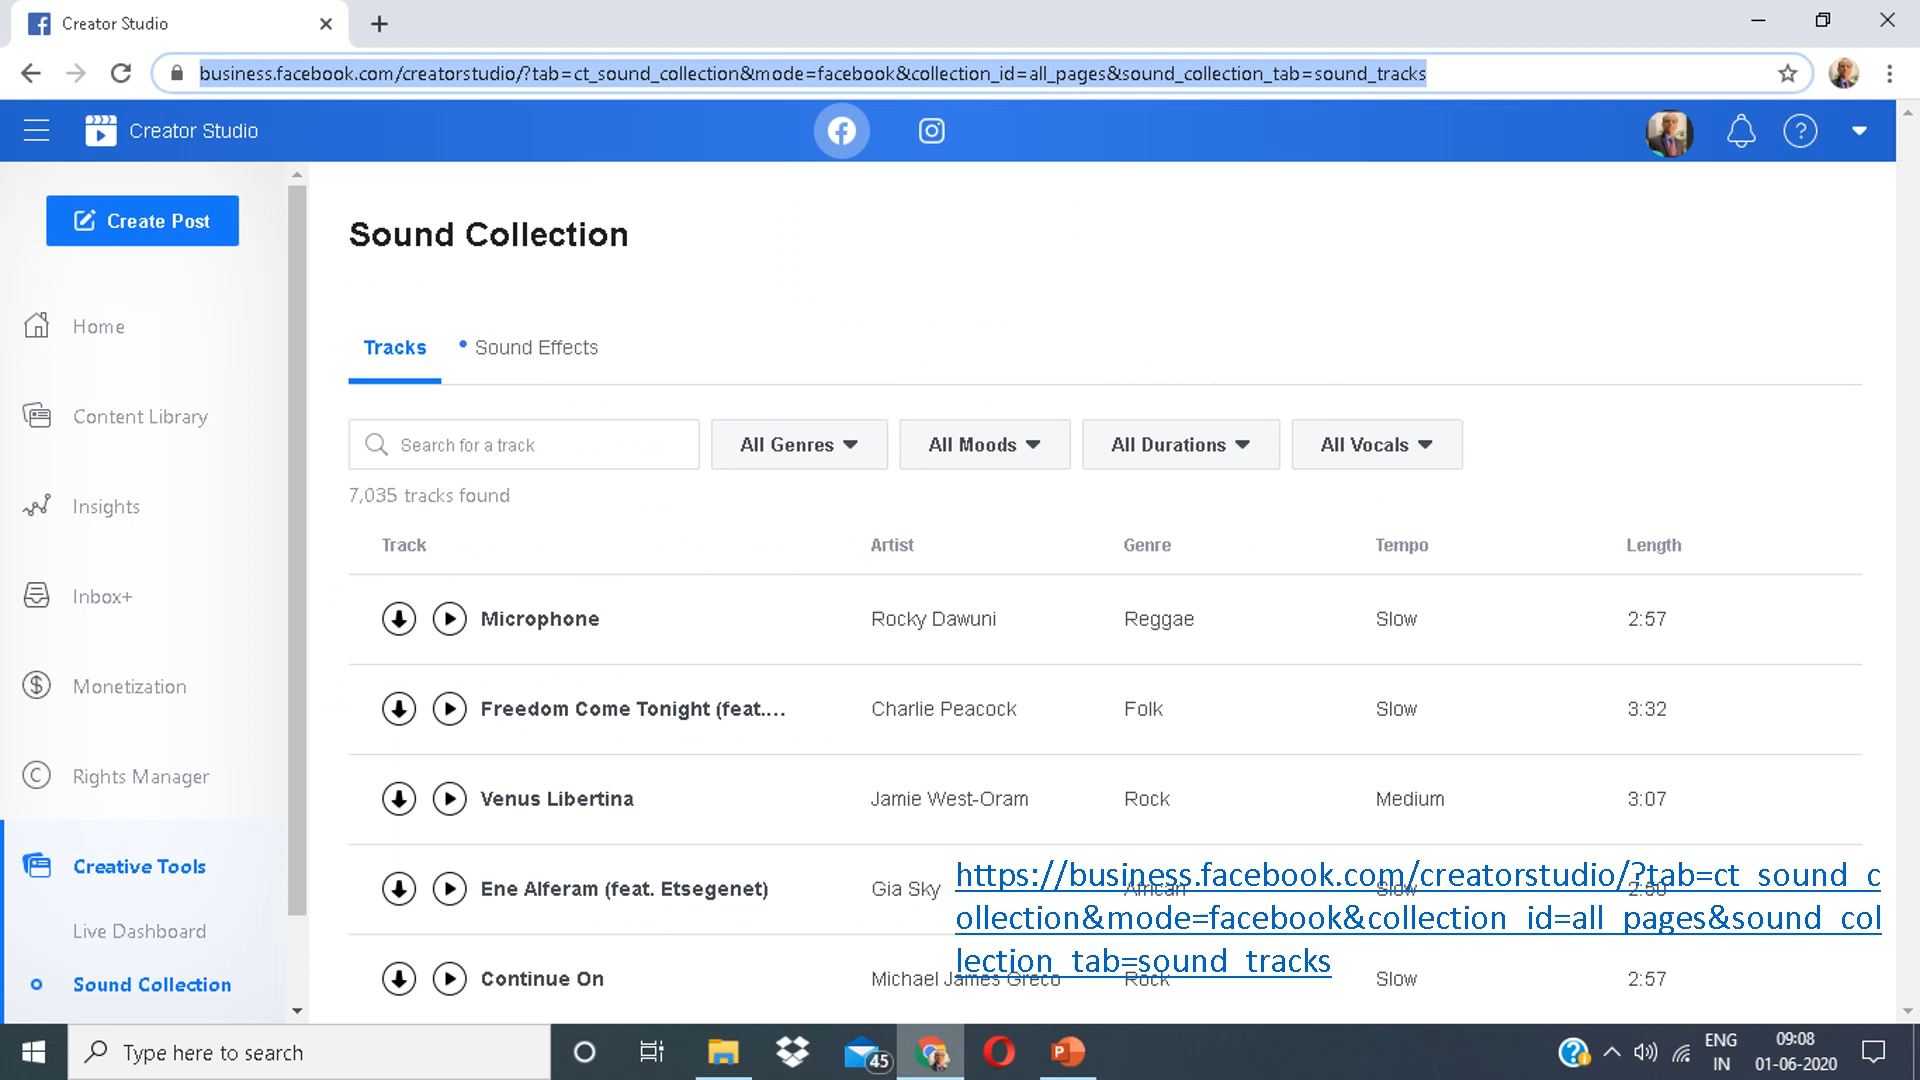 Creator Studio
business.facebook.com/creatorstudio/?tab=ct_sound_collection&mode=facebook&collection_id=all_pages&sound_collection_tab=sound_tracks
Creator Studio
Create Post
Home
Content Library
Insights
Inbox+
Monetization
Rights Manager
Creative Tools
Live Dashboard
Sound Collection
Sound Collection
Tracks Sound Effects
Search for a track All Genres All Moods All Durations All Vocals
7,035 tracks found
Track Artist Genre Tempo Length
Microphone Rocky Dawuni Reggae Slow 2:57
Freedom Come Tonight (feat.... Charlie Peacock Folk Slow 3:32
Venus Libertina Jamie West-Oram Rock Medium 3:07
Ene Alferam (feat. Etsegenet) Gia Sky African Slow
Continue On Michael James Greco Rock Slow 2:57
https://business.facebook.com/creatorstudio/?tab=ct_sound_c
ollection&mode=facebook&collection_id=all_pages&sound_col
lection_tab=sound_tracks
Type here to search
45
ENG
IN
09:08
01-06-2020